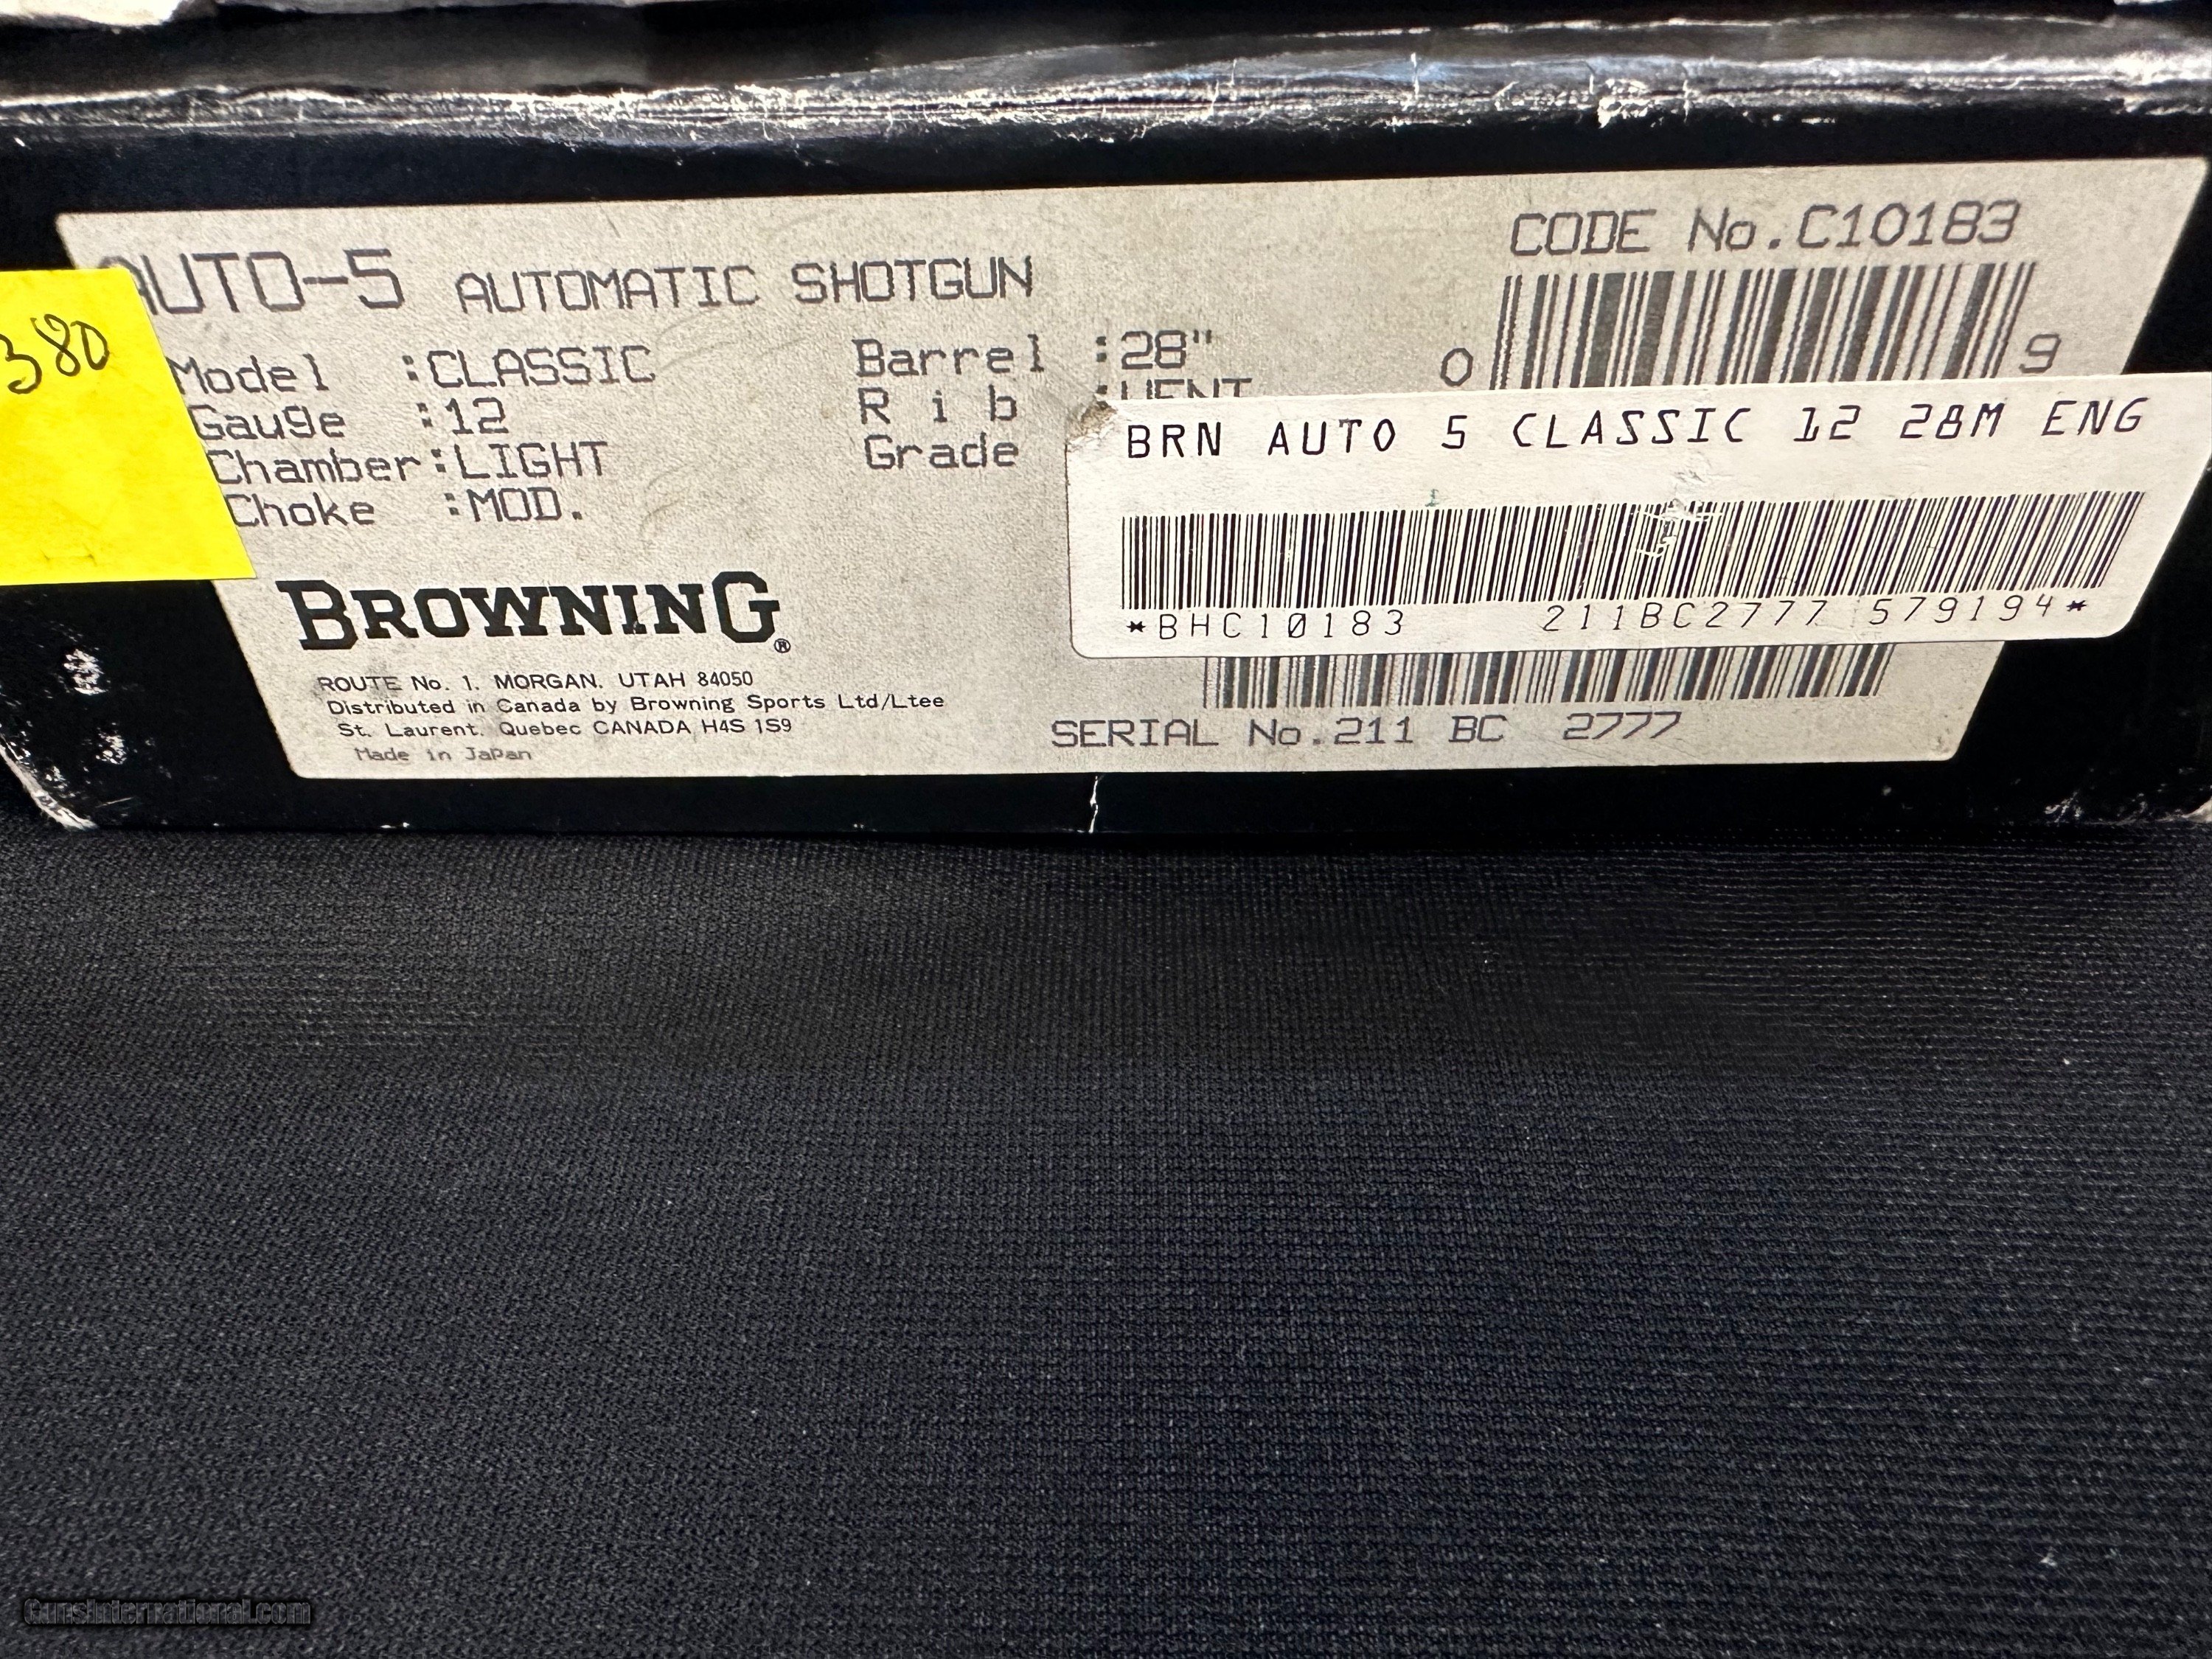 AUTO-5 AUTOMATIC SHOTGUN
CODE No.C10183
380
Model :CLASSIC
Gauge :12
Chamber:LIGHT
Choke :MOD.
Barrel :28"
Rib :VENT
Grade
0 9
BRN AUTO 5 CLASSIC 12 28M ENG
*BHC10183 211BC2777 579194*
BROWNING®
ROUTE No. 1, MORGAN, UTAH 84050
Distributed in Canada by Browning Sports Ltd/Ltee
St. Laurent, Quebec CANADA H4S 1S9
Made in Japan
SERIAL No.211 BC 2777
GunsInternational.com